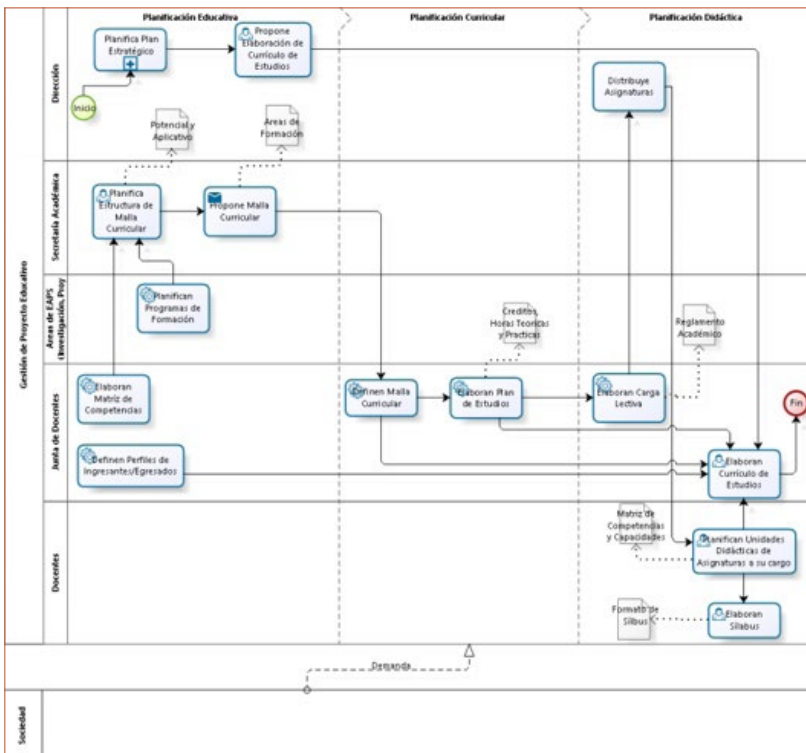 Planificación Educativa
Planificación Curricular
Planificación Didáctica
Gestión de Proyecto Educativo
Dirección
Planifica Plan
Estratégico
Propone
Elaboración de
Currículo de
Estudios
Inicio
Distribuye
Asignaturas
Potencial y
Aplicativo
Areas de
Formación
Secretaría Académica
Planifica
Estructura de
Malla
Curricular
Propone Malla
Curricular
Areas de EAPS
(Investigación, Proy
Planifican
Programas de
Formación
Creditos,
Horas Teoricas
y Practicas
Reglamento
Académico
Junta de Docentes
Elaboran
Matriz de
Competencias
Definen Malla
Curricular
Elaboran Plan
de Estudios
Elaboran Carga
Lectiva
Fin
Definen Perfiles de
Ingresantes/Egresados
Elaboran
Currículo de
Estudios
Docentes
Matriz de
Competencias
y Capacidades
Planifican Unidades
Didácticas de
Asignaturas a su cargo
Formato de
Silbus
Elaboran
Sílabus
Demanda
Sociedad